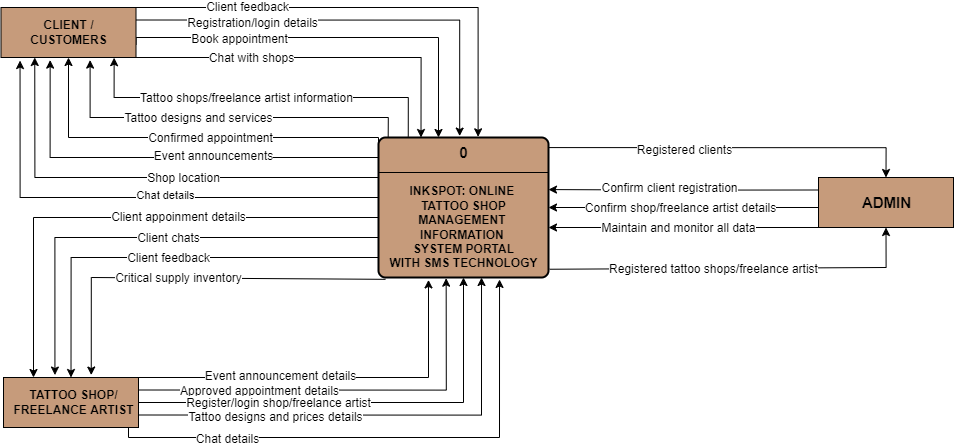 Client feedback
Registration/login details
Book appointment
Chat with shops
CLIENT /
CUSTOMERS
Tattoo shops/freelance artist information
Tattoo designs and services
Confirmed appointment
Event announcements
Shop location
Chat details
Client appoinment details
Client chats
Client feedback
Critical supply inventory
0
INKSPOT: ONLINE
TATTOO SHOP
MANAGEMENT
INFORMATION
SYSTEM PORTAL
WITH SMS TECHNOLOGY
Registered clients
Confirm client registration
Confirm shop/freelance artist details
Maintain and monitor all data
Registered tattoo shops/freelance artist
ADMIN
TATTOO SHOP/
FREELANCE ARTIST
Event announcement details
Approved appointment details
Register/login shop/freelance artist
Tattoo designs and prices details
Chat details